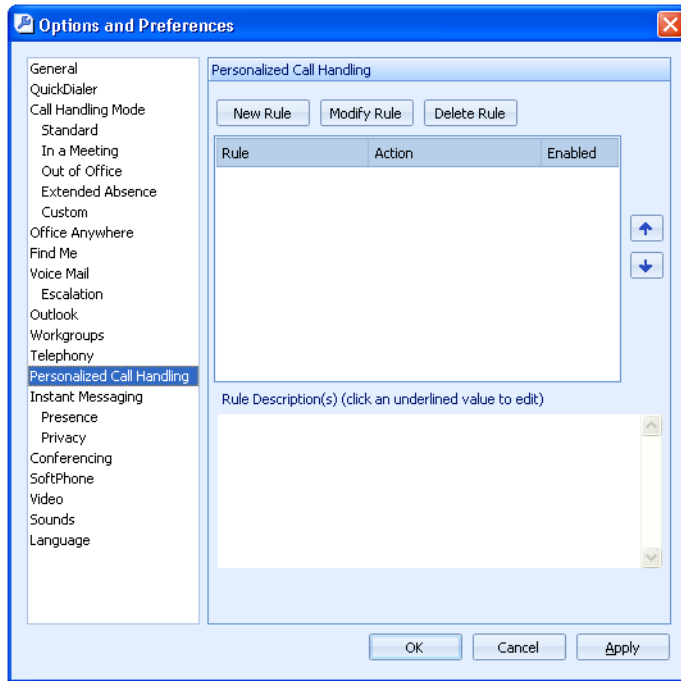 Options and Preferences
General
QuickDialer
Call Handling Mode
Standard
In a Meeting
Out of Office
Extended Absence
Custom
Office Anywhere
Find Me
Voice Mail
Escalation
Outlook
Workgroups
Telephony
Personalized Call Handling
Instant Messaging
Presence
Privacy
Conferencing
SoftPhone
Video
Sounds
Language
Personalized Call Handling
New Rule Modify Rule Delete Rule
Rule Action Enabled
Rule Description(s) (click an underlined value to edit)
OK Cancel Apply